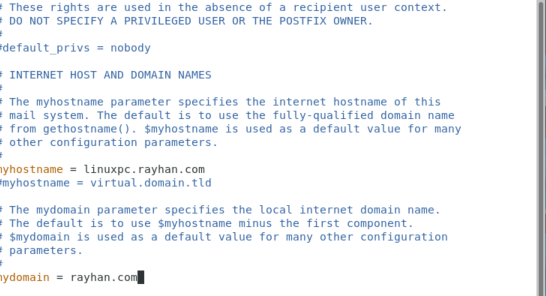 # These rights are used in the absence of a recipient user context.
# DO NOT SPECIFY A PRIVILEGED USER OR THE POSTFIX OWNER.
#
#default_privs = nobody
# INTERNET HOST AND DOMAIN NAMES
#
# The myhostname parameter specifies the internet hostname of this
# mail system. The default is to use the fully-qualified domain name
# from gethostname(). $myhostname is used as a default value for many
# other configuration parameters.
#
myhostname = linuxpc.rayhan.com
#myhostname = virtual.domain.tld
# The mydomain parameter specifies the local internet domain name.
# The default is to use $myhostname minus the first component.
# $mydomain is used as a default value for many other configuration
# parameters.
#
mydomain = rayhan.com